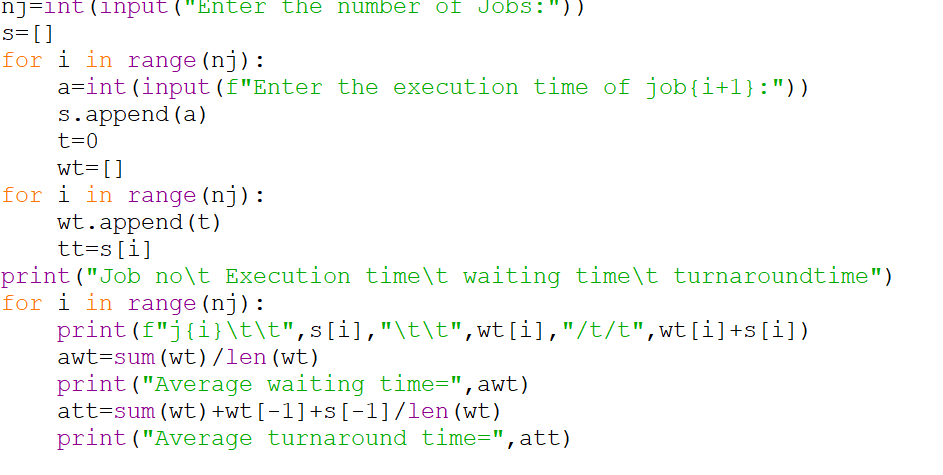 nj=int(input("Enter the number of Jobs:"))
s=[]
for i in range(nj):
    a=int(input(f"Enter the execution time of job{i+1}:"))
    s.append(a)
    t=0
    wt=[]
for i in range(nj):
    wt.append(t)
    tt=s[i]
print("Job no\t Execution time\t waiting time\t turnaroundtime")
for i in range(nj):
    print(f"j{i}\t\t",s[i],"\t\t",wt[i],"/t/t",wt[i]+s[i])
    awt=sum(wt)/len(wt)
    print("Average waiting time=",awt)
    att=sum(wt)+wt[-1]+s[-1]/len(wt)
    print("Average turnaround time=",att)